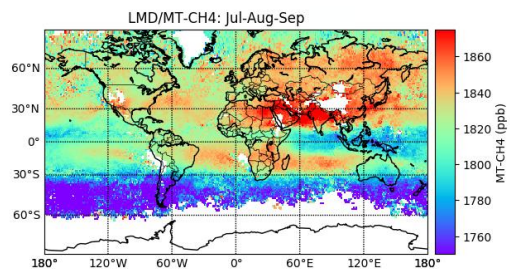 LMD/MT-CH4: Jul-Aug-Sep
60°N
30°N
0°
30°S
60°S
180°
120°W
60°W
0°
60°E
120°E
180°
1860
1840
1820
1800
1780
1760
MT-CH4 (ppb)